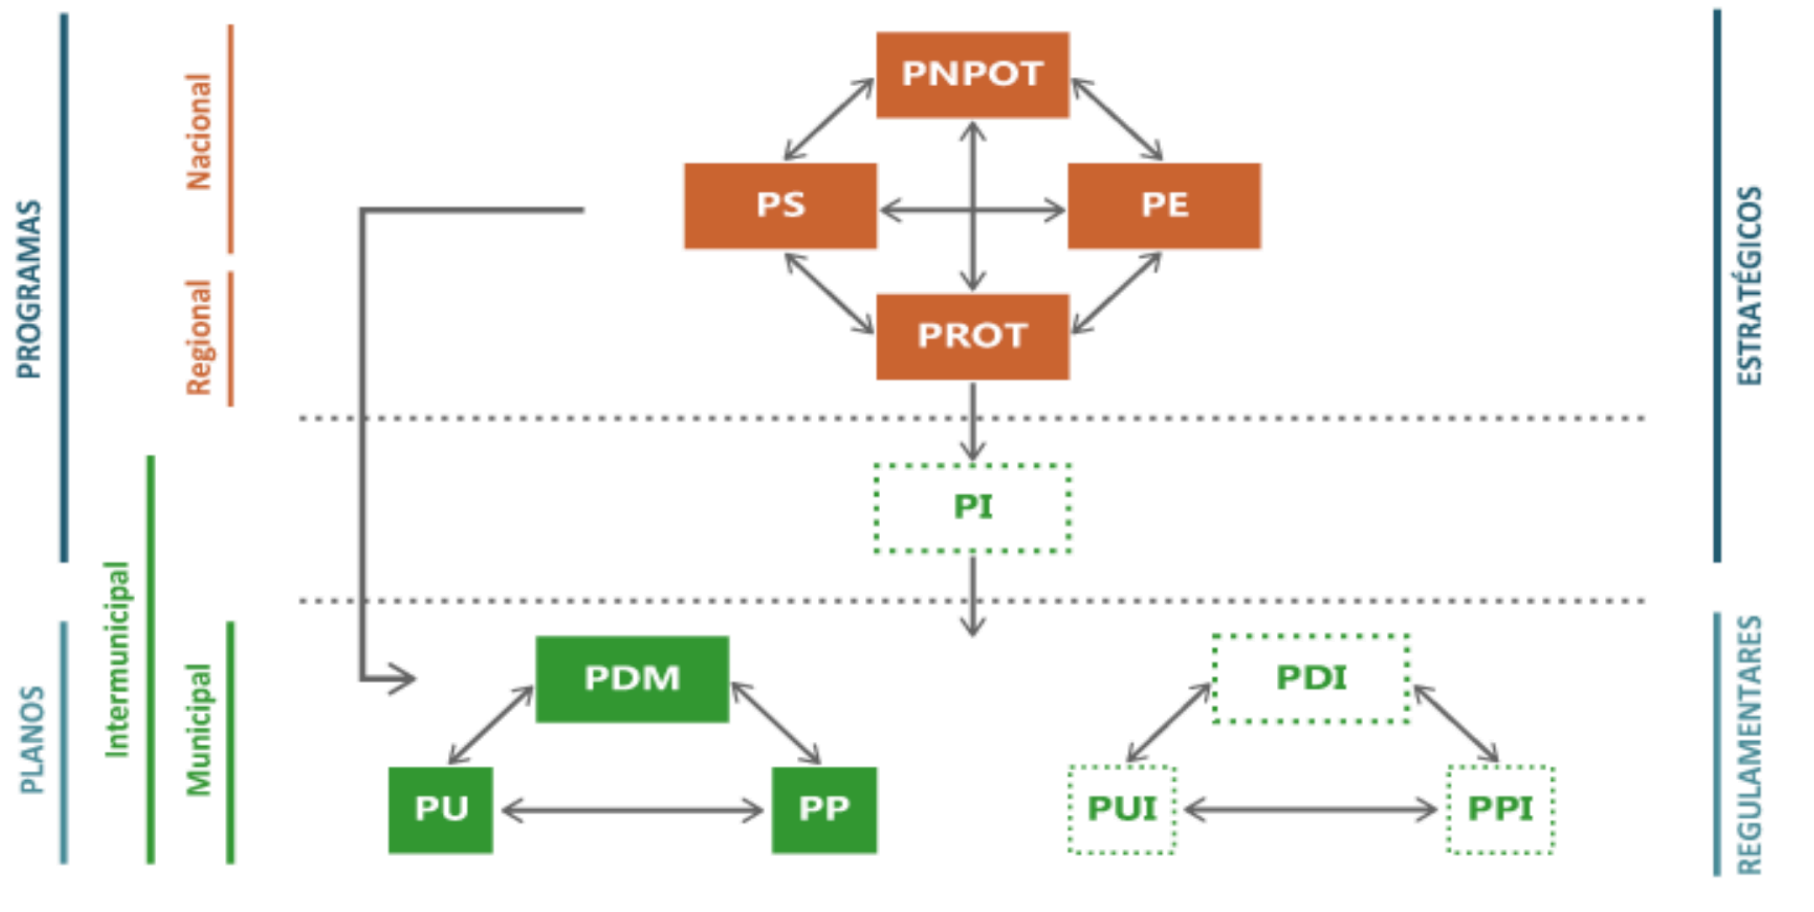 PROGRAMAS
PLANOS
Intermunicipal
Nacional
Regional
Municipal
PNPOT
PS
PE
PROT
PI
PDM
PU
PP
PDI
PUI
PPI
ESTRATÉGICOS
REGULAMENTARES